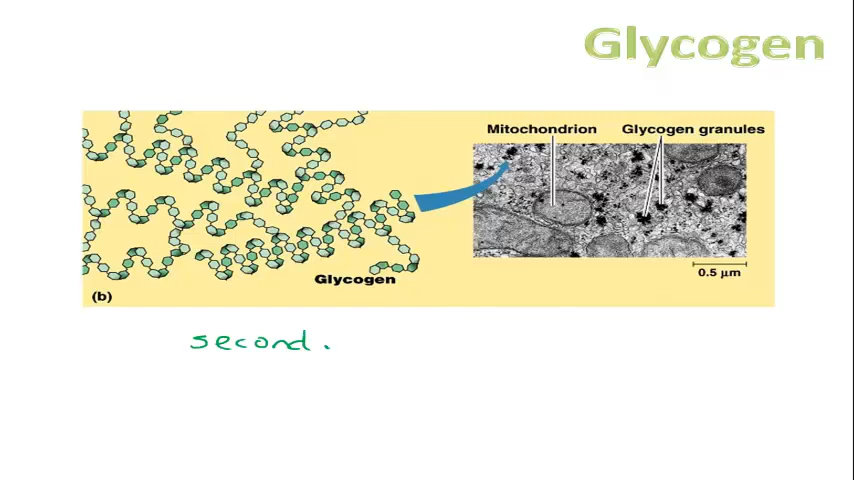 Glycogen
Mitochondrion Glycogen granules
Glycogen
0.5 µm
(b)
second.